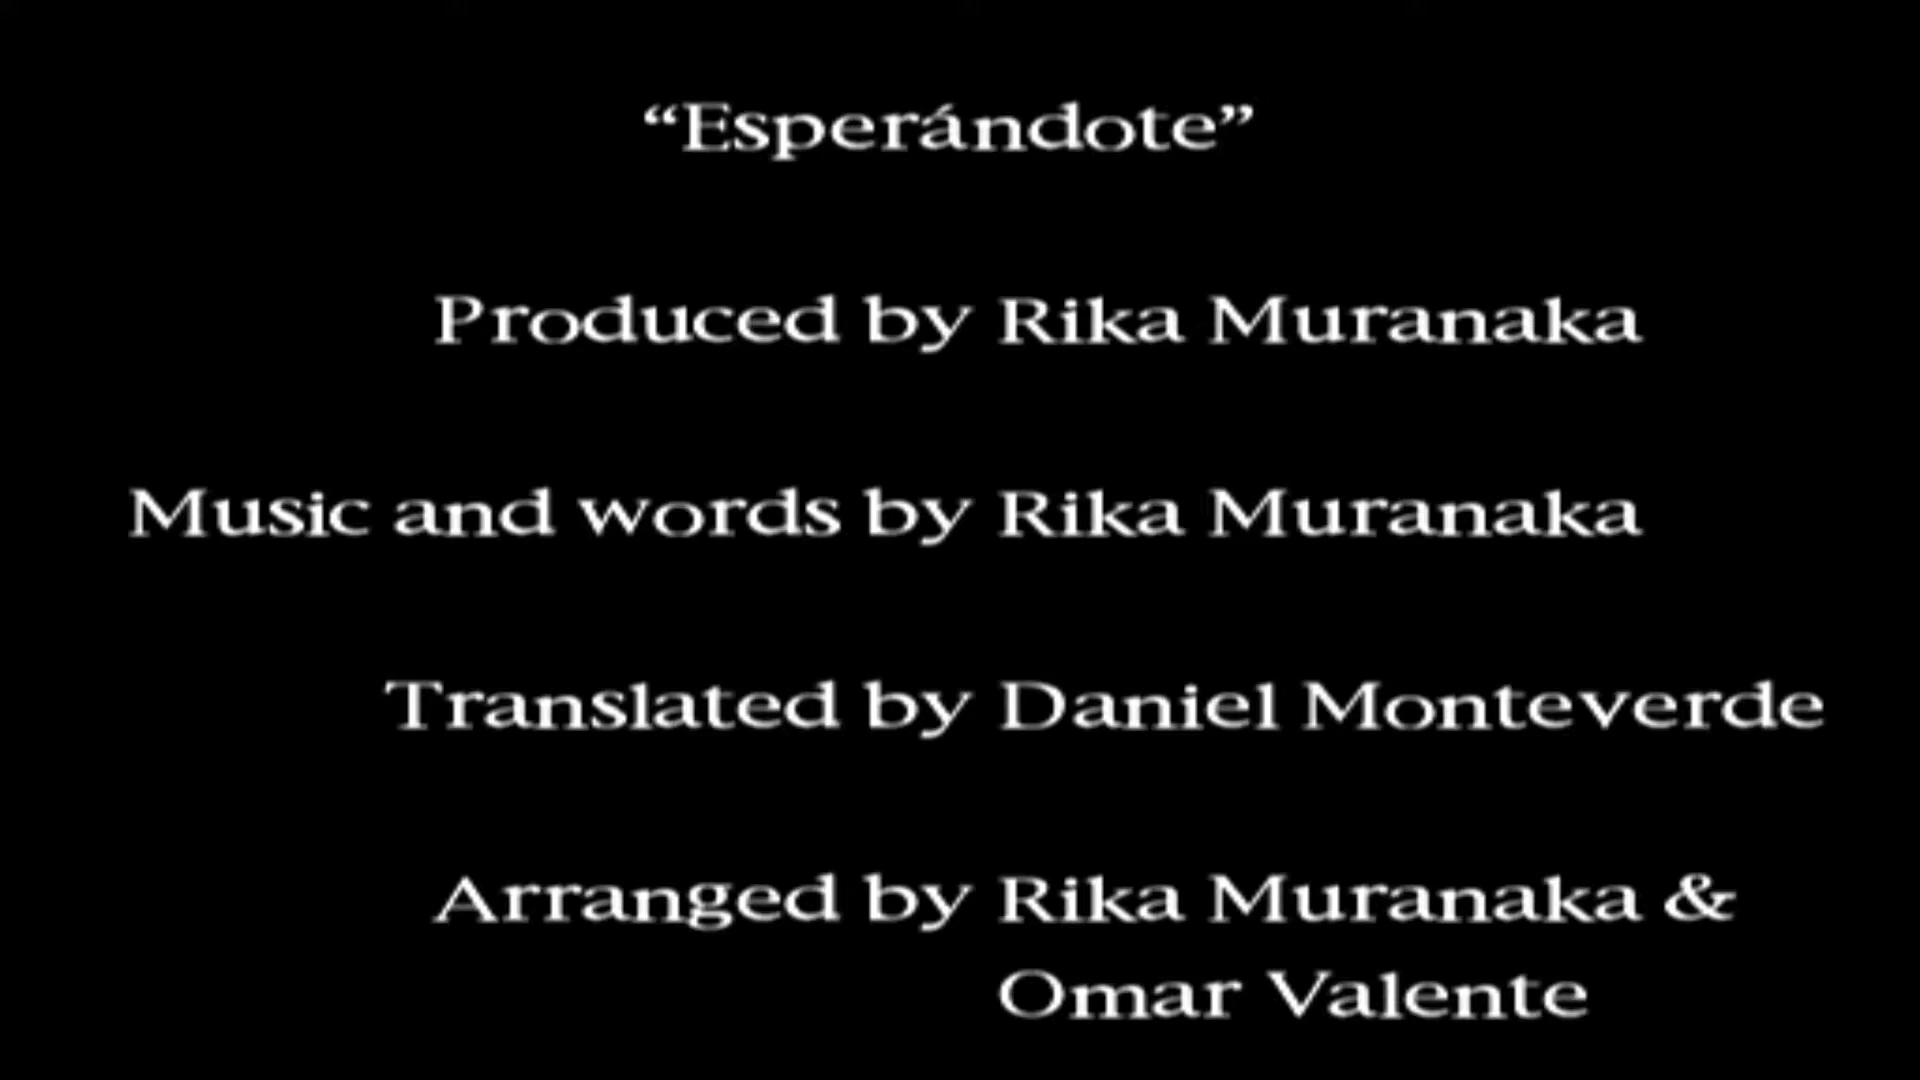 “Esperándote”
Produced by Rika Muranaka
Music and words by Rika Muranaka
Translated by Daniel Monteverde
Arranged by Rika Muranaka &
Omar Valente